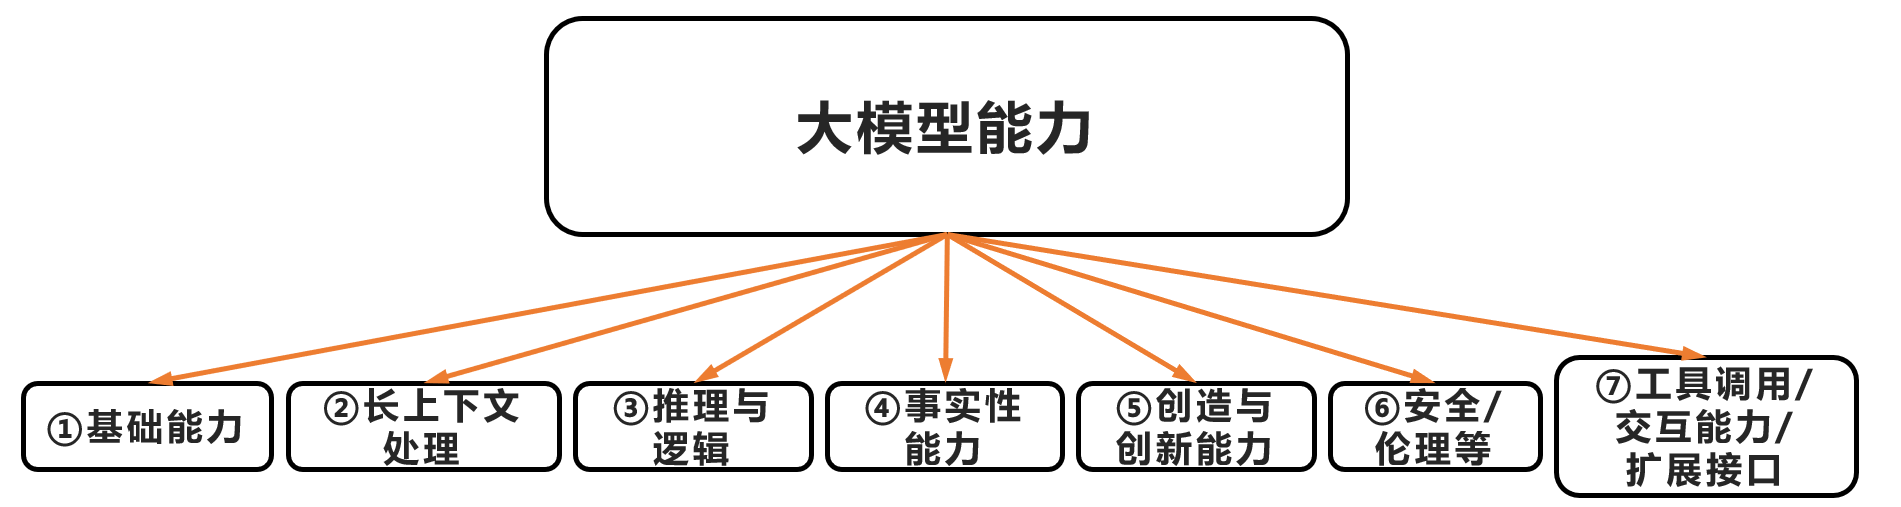 大模型能力
①基础能力
②长上下文
处理
③推理与
逻辑
④事实性
能力
⑤创造与
创新能力
⑥安全/
伦理等
⑦工具调用/
交互能力/
扩展接口